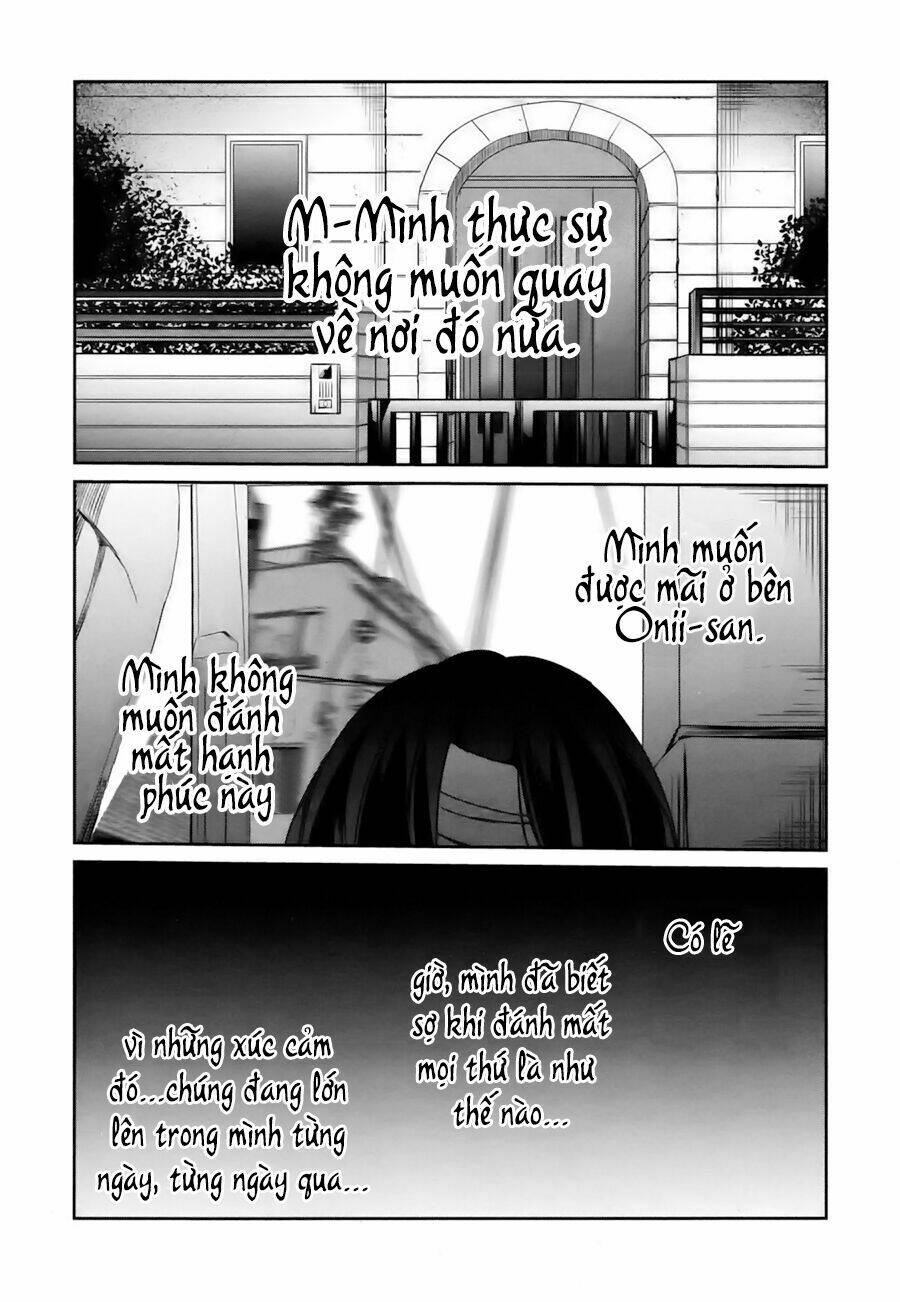 M-Mình thực sự
không muốn quay
về nơi đó nữa.
Mình muốn
được mãi ở bên
Onii-san.
Mình không
muốn đánh
mất hạnh
phúc này
Có lẽ
giờ, mình đã biết
sợ khi đánh mất
mọi thứ là như
thế nào...
vì những xúc cảm
đó...chúng đang lớn
lên trong mình từng
ngày, từng ngày qua...